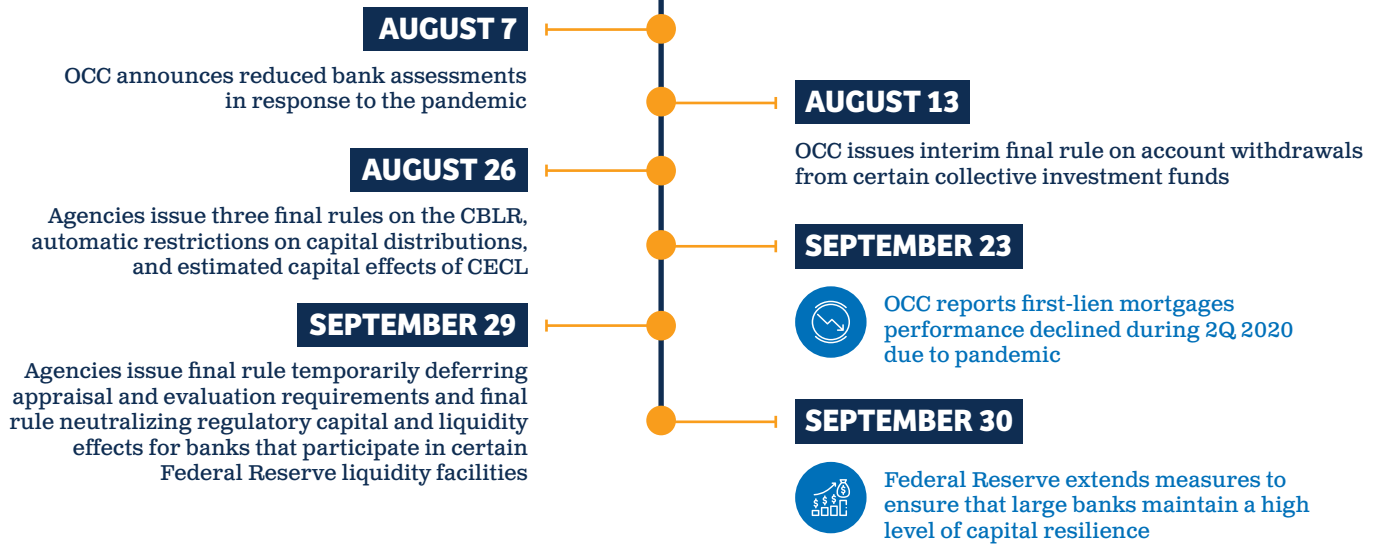 AUGUST 7
OCC announces reduced bank assessments
in response to the pandemic
AUGUST 13
OCC issues interim final rule on account withdrawals
from certain collective investment funds
AUGUST 26
Agencies issue three final rules on the CBLR,
automatic restrictions on capital distributions,
and estimated capital effects of CECL
SEPTEMBER 23
OCC reports first-lien mortgages
performance declined during 2Q 2020
due to pandemic
SEPTEMBER 29
Agencies issue final rule temporarily deferring
appraisal and evaluation requirements and final
rule neutralizing regulatory capital and liquidity
effects for banks that participate in certain
Federal Reserve liquidity facilities
SEPTEMBER 30
Federal Reserve extends measures to
ensure that large banks maintain a high
level of capital resilience